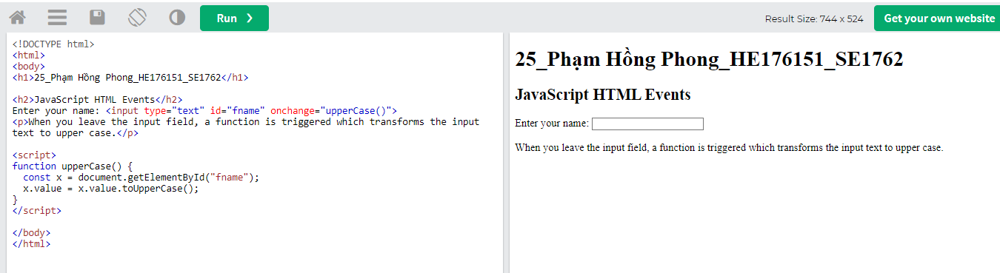 Run ❯
Result Size: 744 x 524
Get your own website
<!DOCTYPE html>
<html>
<body>
<h1>25_Phạm Hồng Phong_HE176151_SE1762</h1>
<h2>JavaScript HTML Events</h2>
Enter your name: <input type="text" id="fname" onchange="upperCase()">
<p>When you leave the input field, a function is triggered which transforms the input
text to upper case.</p>
<script>
function upperCase() {
  const x = document.getElementById("fname");
  x.value = x.value.toUpperCase();
}
</script>
</body>
</html>
25_Phạm Hồng Phong_HE176151_SE1762
JavaScript HTML Events
Enter your name:
When you leave the input field, a function is triggered which transforms the input text to upper case.